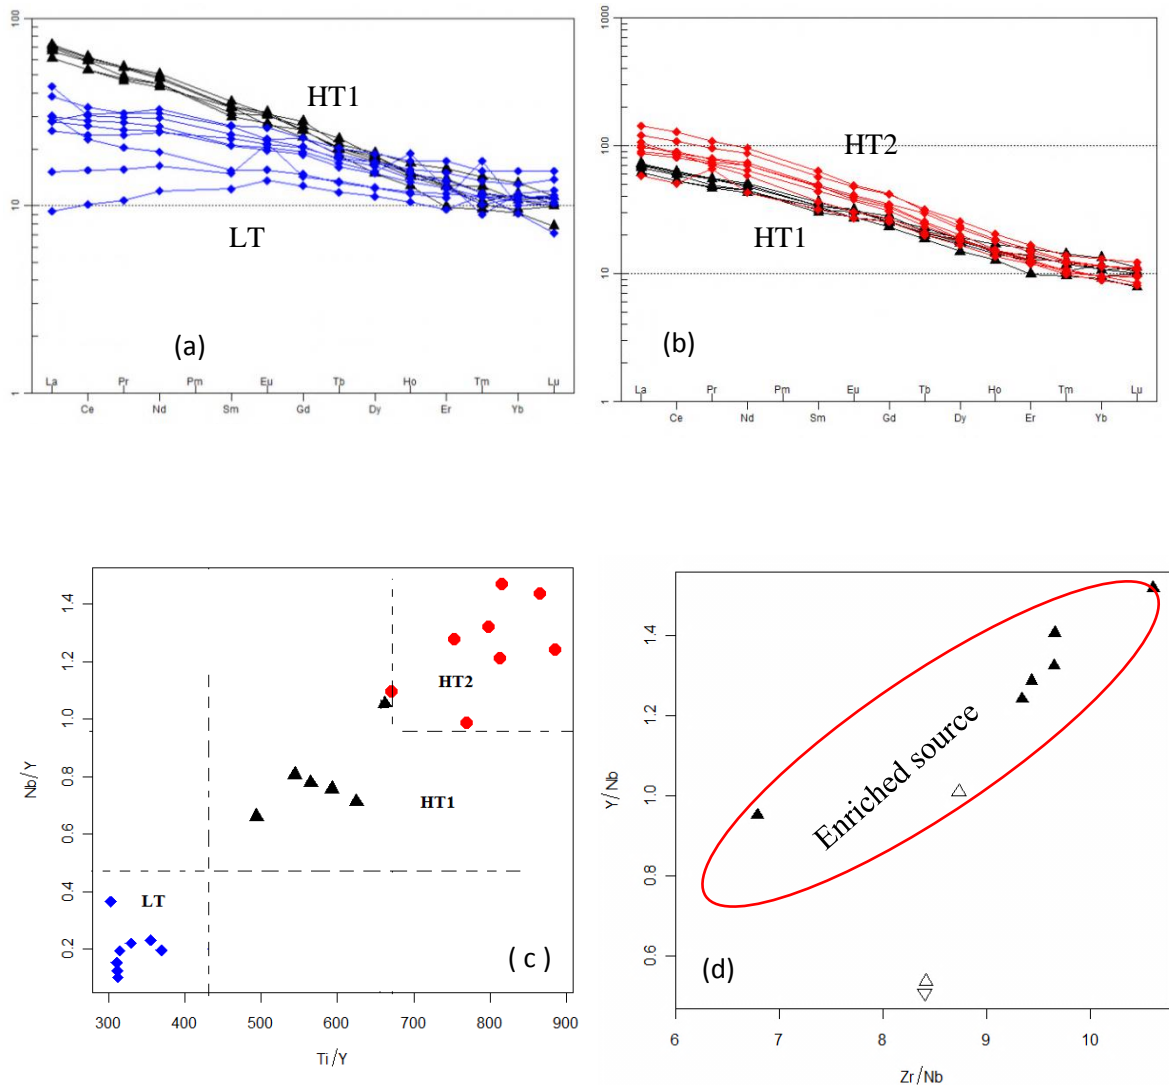 100
HT1
10
LT
(a)
La Pr Pm Eu Tb Ho Tm Lu
1
Ce Nd Sm Gd Dy Er Yb
1000
HT2
100
HT1
10
(b)
La Pr Pm Eu Tb Ho Tm Lu
1
Ce Nd Sm Gd Dy Er Yb
1.4
1.2
HT2
1.0
Nb/Y
0.8
HT1
0.6
0.4
LT
0.2
( c )
300 400 500 600 700 800 900
Ti/Y
1.4
1.2
Enriched source
Y/Nb
1.0
0.8
0.6
(d)
6 7 8 9 10
Zr/Nb